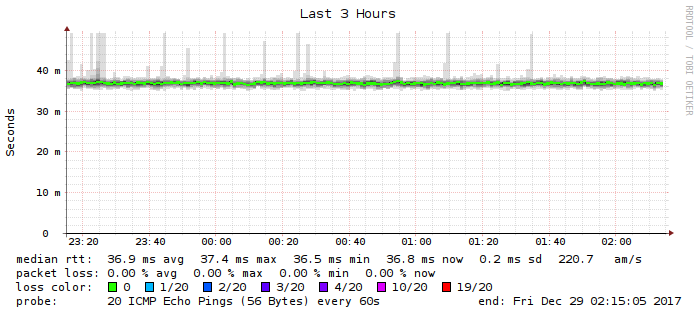 Last 3 Hours
RRDTOOL / TOBI OETIKER
Seconds
40 m
30 m
20 m
10 m
0
23:20 23:40 00:00 00:20 00:40 01:00 01:20 01:40 02:00
median rtt: 36.9 ms avg 37.4 ms max 36.5 ms min 36.8 ms now 0.2 ms sd 220.7 am/s
packet loss: 0.00 % avg 0.00 % max 0.00 % min 0.00 % now
loss color: 0 1/20 2/20 3/20 4/20 10/20 19/20
probe: 20 ICMP Echo Pings (56 Bytes) every 60s end: Fri Dec 29 02:15:05 2017